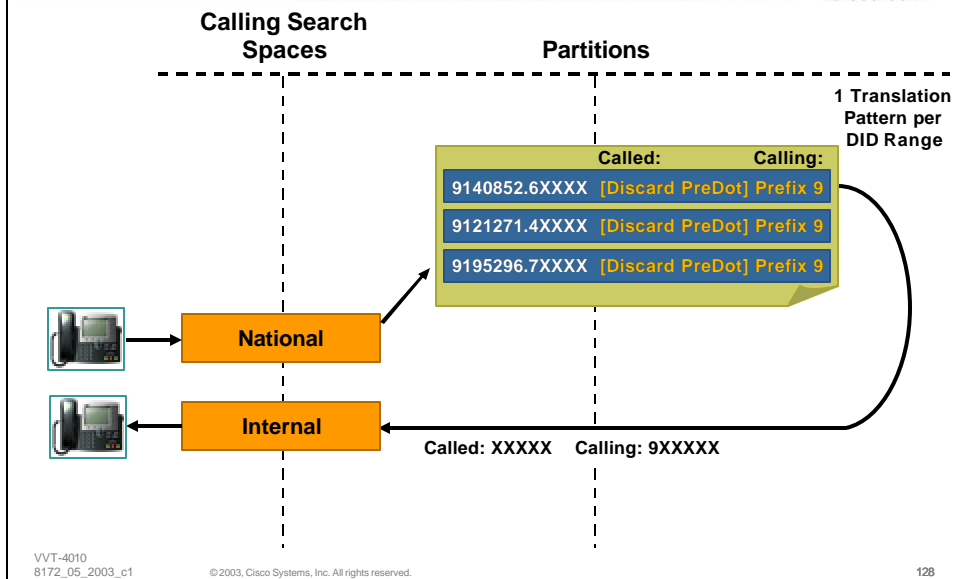 Calling Search
Spaces
Partitions
1 Translation
Pattern per
DID Range
Called: Calling:
9140852.6XXXX [Discard PreDot] Prefix 9
9121271.4XXXX [Discard PreDot] Prefix 9
9195296.7XXXX [Discard PreDot] Prefix 9
National
Internal
Called: XXXXX Calling: 9XXXXX
VVT-4010
8172_05_2003_c1
© 2003, Cisco Systems, Inc. All rights reserved.
128